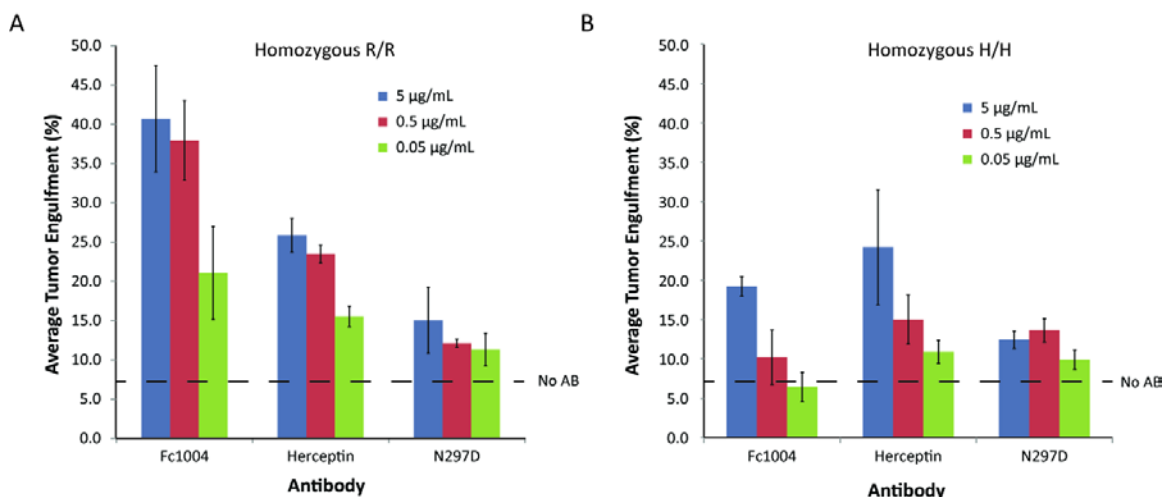 A
Homozygous R/R
Average Tumor Engulfment (%)
50.0
45.0
40.0
35.0
30.0
25.0
20.0
15.0
10.0
5.0
0.0
5 µg/mL
0.5 µg/mL
0.05 µg/mL
No AB
Fc1004
Herceptin
N297D
Antibody
B
Homozygous H/H
Average Tumor Engulfment (%)
50.0
45.0
40.0
35.0
30.0
25.0
20.0
15.0
10.0
5.0
0.0
5 µg/mL
0.5 µg/mL
0.05 µg/mL
No AB
Fc1004
Herceptin
N297D
Antibody